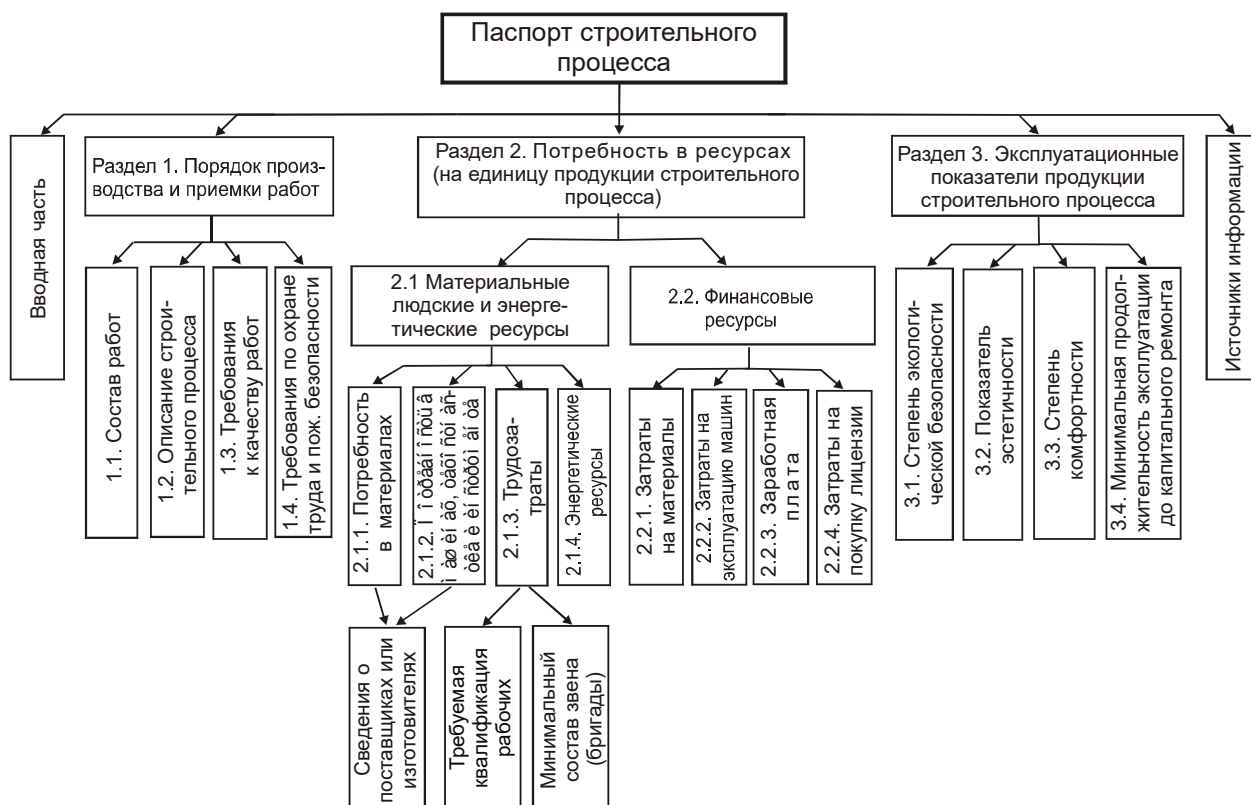 Паспорт строительного
процесса
Вводная часть
Раздел 1. Порядок произ-
водства и приемки работ
Раздел 2. Потребность в ресурсах
(на единицу продукции строительного
процесса)
Раздел 3. Эксплуатационные
показатели продукции
строительного процесса
Источники информации
1.1. Состав работ
1.2. Описание строи-
тельного процесса
1.3. Требования
к качеству работ
1.4. Требования по охране
труда и пож. безопасности
2.1 Материальные
людские и энерге-
тические ресурсы
2.2. Финансовые
ресурсы
2.1.1. Потребность
в материалах
2.1.2.
2.1.3. Трудоза-
траты
2.1.4. Энергетические
ресурсы
2.2.1. Затраты
на материалы
2.2.2. Затраты на
эксплуатацию машин
2.2.3. Заработная
плата
2.2.4. Затраты на
покупку лицензии
3.1. Степень экологи-
ческой безопасности
3.2. Показатель
эстетичности
3.3. Степень
комфортности
3.4. Минимальная продол-
жительность эксплуатации
до капитального ремонта
Сведения о
поставщиках или
изготовителях
Требуемая
квалификация
рабочих
Минимальный
состав звена
(бригады)